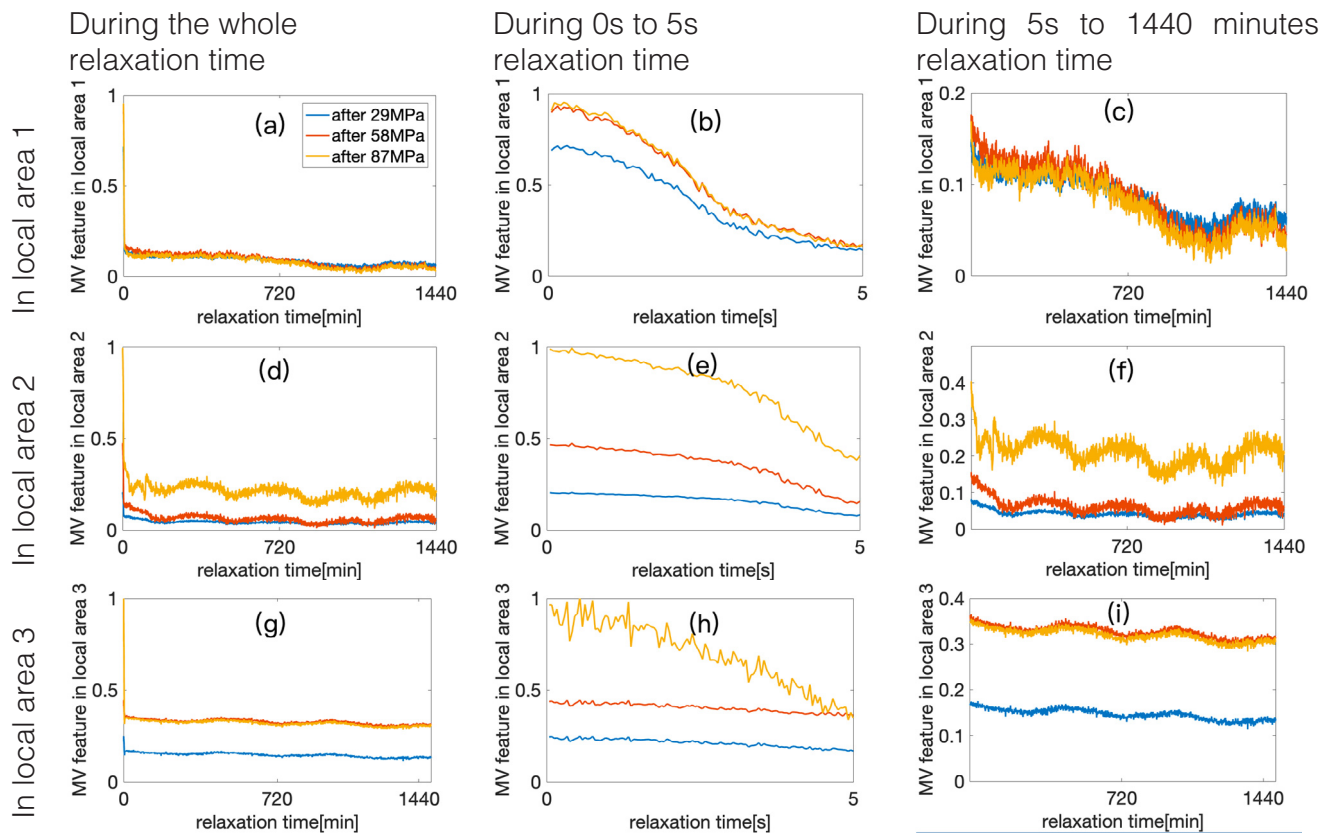 During the whole
relaxation time
During 0s to 5s
relaxation time
During 5s to 1440 minutes
relaxation time
In local area 1
MV feature in local area 1
1
0.5
0
(a)
after 29MPa
after 58MPa
after 87MPa
0
720
1440
relaxation time[min]
MV feature in local area 1
1
0.5
0
(b)
0
5
relaxation time[s]
MV feature in local area 1
0.2
0.1
0
(c)
720
1440
relaxation time[min]
In local area 2
MV feature in local area 2
1
0.5
0
(d)
0
720
1440
relaxation time[min]
MV feature in local area 2
1
0.5
0
(e)
0
5
relaxation time[s]
MV feature in local area 2
0.4
0.3
0.2
0.1
0
(f)
720
1440
relaxation time[min]
In local area 3
MV feature in local area 3
1
0.5
0
(g)
0
720
1440
relaxation time[min]
MV feature in local area 3
1
0.5
0
(h)
0
5
relaxation time[s]
MV feature in local area 3
0.4
0.3
0.2
0.1
0
(i)
720
1440
relaxation time[min]